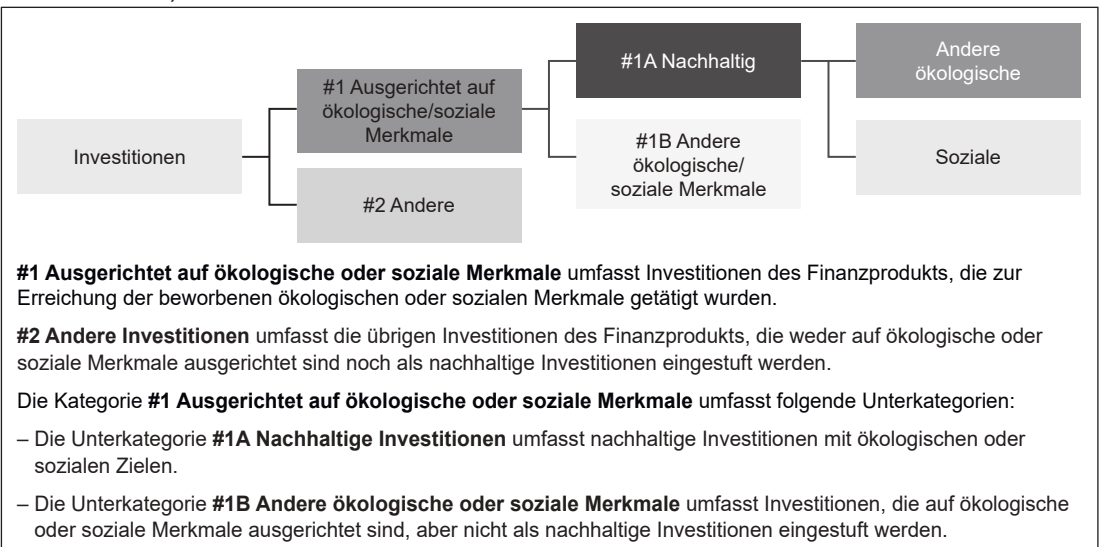 Investitionen
#1 Ausgerichtet auf
ökologische/soziale
Merkmale
#2 Andere
#1A Nachhaltig
#1B Andere
ökologische/
soziale Merkmale
Andere
ökologische
Soziale
#1 Ausgerichtet auf ökologische oder soziale Merkmale umfasst Investitionen des Finanzprodukts, die zur
Erreichung der beworbenen ökologischen oder sozialen Merkmale getätigt wurden.
#2 Andere Investitionen umfasst die übrigen Investitionen des Finanzprodukts, die weder auf ökologische oder
soziale Merkmale ausgerichtet sind noch als nachhaltige Investitionen eingestuft werden.
Die Kategorie #1 Ausgerichtet auf ökologische oder soziale Merkmale umfasst folgende Unterkategorien:
– Die Unterkategorie #1A Nachhaltige Investitionen umfasst nachhaltige Investitionen mit ökologischen oder
sozialen Zielen.
– Die Unterkategorie #1B Andere ökologische oder soziale Merkmale umfasst Investitionen, die auf ökologische
oder soziale Merkmale ausgerichtet sind, aber nicht als nachhaltige Investitionen eingestuft werden.